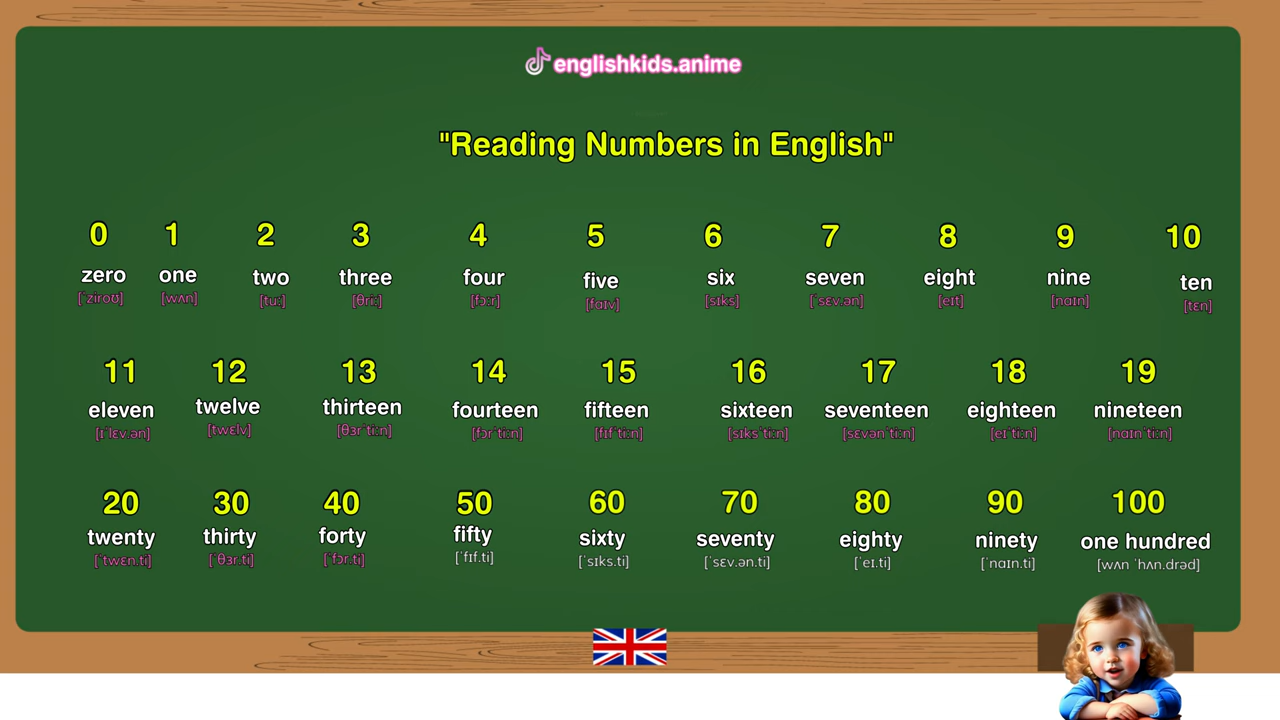 englishkids.anime
"Reading Numbers in English"
0 1 2 3 4 5 6 7 8 9 10
zero one two three four five six seven eight nine ten
[ˈziroʊ] [wʌn] [tuː] [θriː] [fɔːr] [faɪv] [sɪks] [ˈsɛv.ən] [eɪt] [naɪn] [tɛn]
11 12 13 14 15 16 17 18 19
eleven twelve thirteen fourteen fifteen sixteen seventeen eighteen nineteen
[ɪˈlɛv.ən] [twɛlv] [θɜrˈtiːn] [fɔrˈtiːn] [fɪfˈtiːn] [sɪksˈtiːn] [sɛvənˈtiːn] [eɪˈtiːn] [naɪnˈtiːn]
20 30 40 50 60 70 80 90 100
twenty thirty forty fifty sixty seventy eighty ninety one hundred
[ˈtwɛn.ti] [ˈθɜr.ti] [ˈfɔr.ti] [ˈfɪf.ti] [ˈsɪks.ti] [ˈsɛv.ən.ti] [ˈeɪ.ti] [ˈnaɪn.ti] [wʌn ˈhʌn.drəd]